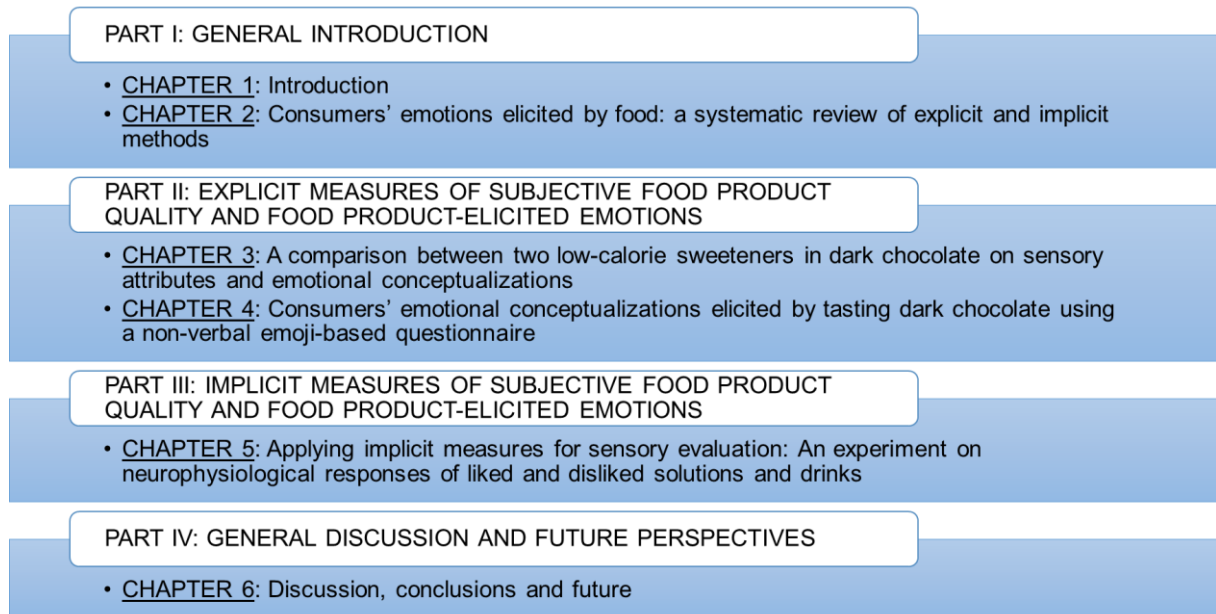 PART I: GENERAL INTRODUCTION
• CHAPTER 1: Introduction
• CHAPTER 2: Consumers’ emotions elicited by food: a systematic review of explicit and implicit
methods
PART II: EXPLICIT MEASURES OF SUBJECTIVE FOOD PRODUCT
QUALITY AND FOOD PRODUCT-ELICITED EMOTIONS
• CHAPTER 3: A comparison between two low-calorie sweeteners in dark chocolate on sensory
attributes and emotional conceptualizations
• CHAPTER 4: Consumers’ emotional conceptualizations elicited by tasting dark chocolate using
a non-verbal emoji-based questionnaire
PART III: IMPLICIT MEASURES OF SUBJECTIVE FOOD PRODUCT
QUALITY AND FOOD PRODUCT-ELICITED EMOTIONS
• CHAPTER 5: Applying implicit measures for sensory evaluation: An experiment on
neurophysiological responses of liked and disliked solutions and drinks
PART IV: GENERAL DISCUSSION AND FUTURE PERSPECTIVES
• CHAPTER 6: Discussion, conclusions and future